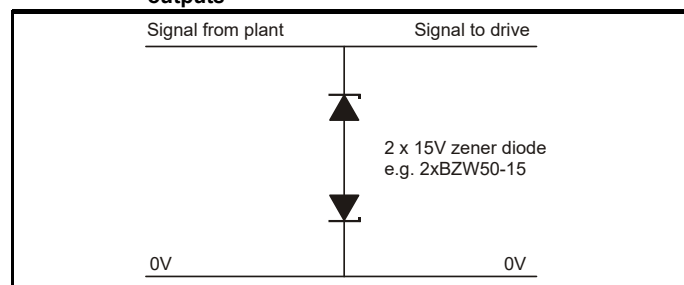 outputs
Signal from plant
Signal to drive
2 x 15V zener diode
e.g. 2xBZW50-15
0V
0V